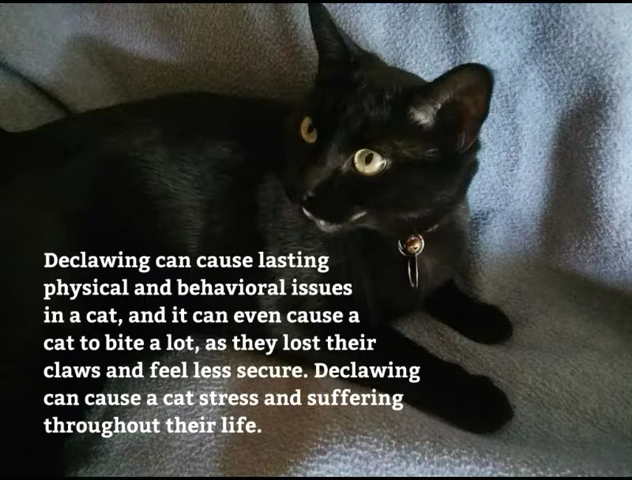 Declawing can cause lasting
physical and behavioral issues
in a cat, and it can even cause a
cat to bite a lot, as they lost their
claws and feel less secure. Declawing
can cause a cat stress and suffering
throughout their life.